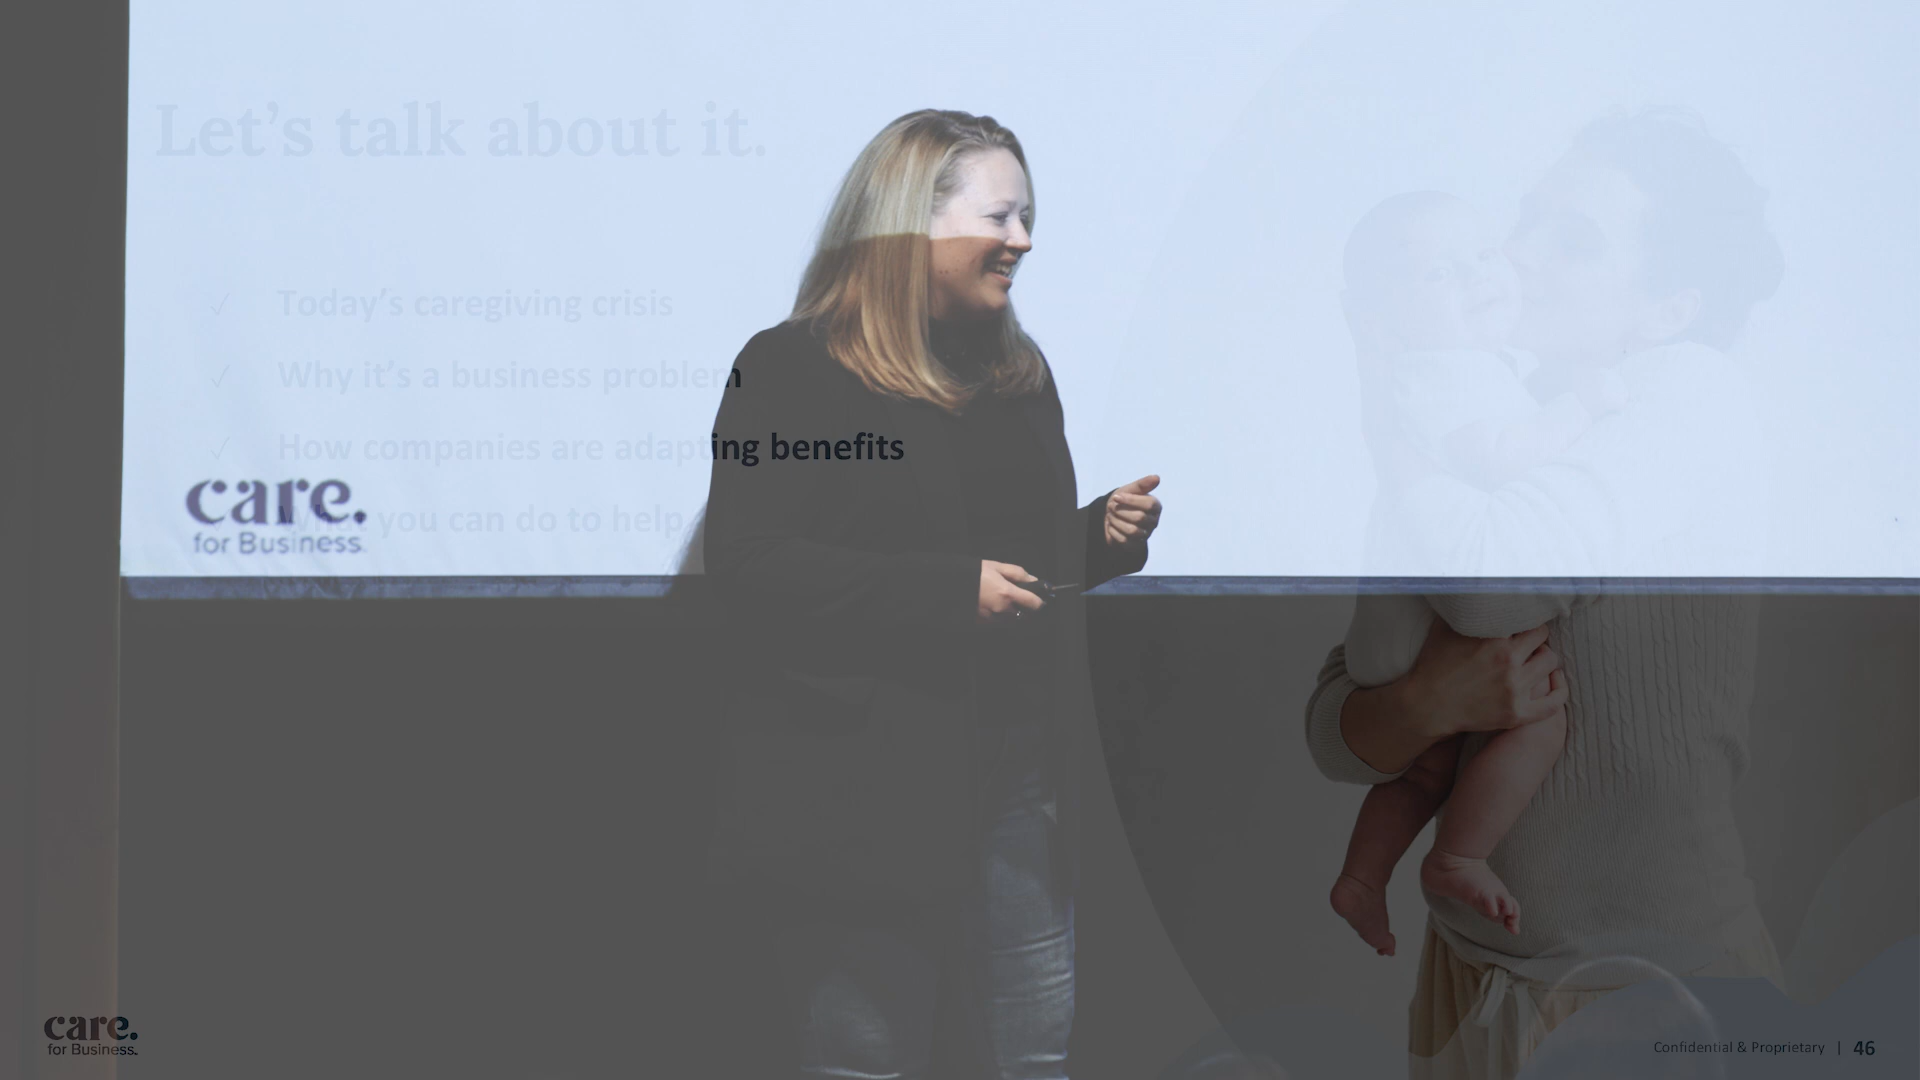 Let’s talk about it.
✓ Today’s caregiving crisis
✓ Why it’s a business problem
✓ How companies are adapting benefits
✓ What you can do to help
care.
for Business.
care.
for Business.
Confidential & Proprietary | 46